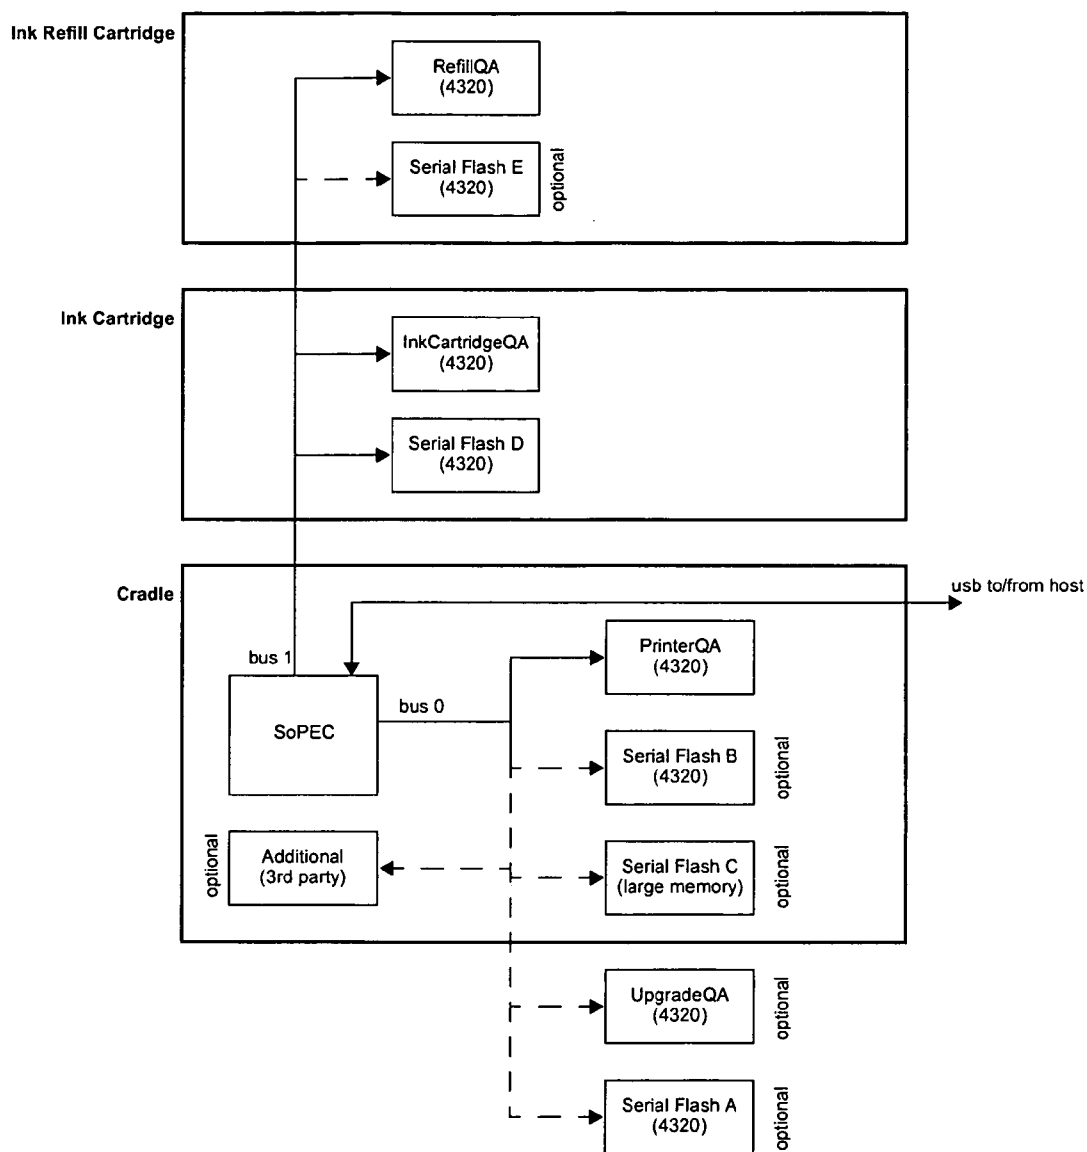 Ink Refill Cartridge
RefillQA
(4320)
Serial Flash E
(4320)
optional
Ink Cartridge
InkCartridgeQA
(4320)
Serial Flash D
(4320)
Cradle
usb to/from host
PrinterQA
(4320)
bus 1
bus 0
SoPEC
Serial Flash B
(4320)
optional
optional
Additional
(3rd party)
Serial Flash C
(large memory)
optional
UpgradeQA
(4320)
optional
Serial Flash A
(4320)
optional